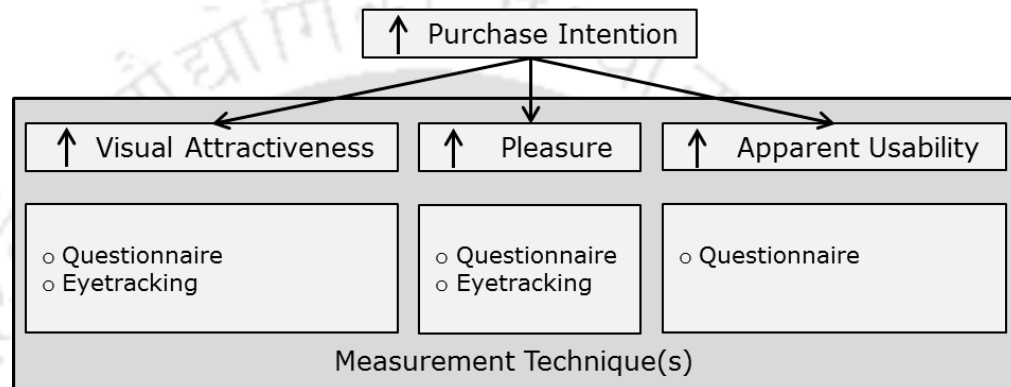 ↑ Purchase Intention
↑ Visual Attractiveness
↑ Pleasure
↑ Apparent Usability
○ Questionnaire
○ Eyetracking
○ Questionnaire
○ Eyetracking
○ Questionnaire
Measurement Technique(s)